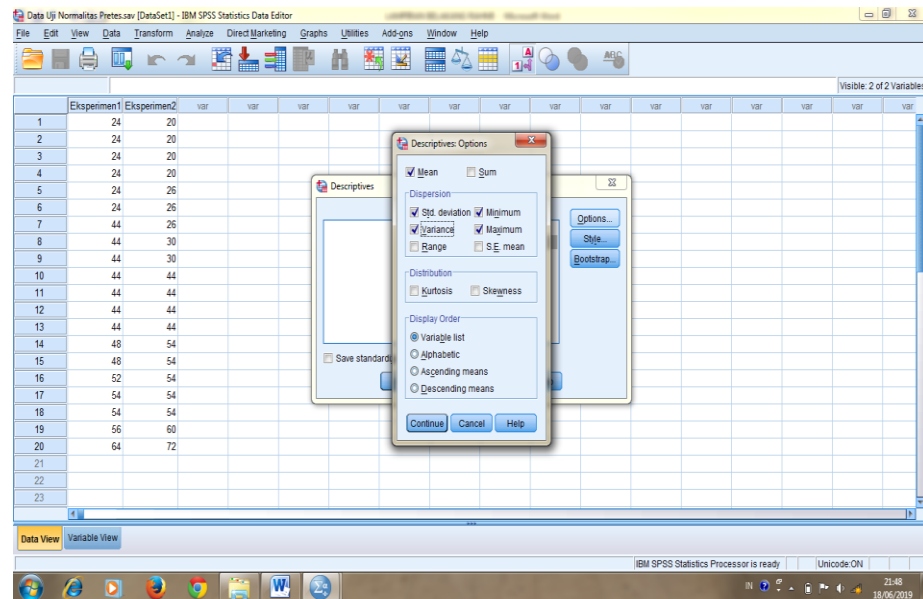 Data Uji Normalitas Pretes.sav [DataSet1] - IBM SPSS Statistics Data Editor
File Edit View Data Transform Analyze Direct Marketing Graphs Utilities Add-ons Window Help
Visible: 2 of 2 Variables
Eksperimen1 Eksperimen2 var var var var var var var var var var var var var var var
1 24 20
2 24 20
3 24 20
4 24 20
5 24 26
6 24 26
7 44 26
8 44 30
9 44 30
10 44 44
11 44 44
12 44 44
13 44 44
14 48 54
15 48 54
16 52 54
17 54 54
18 54 54
19 56 60
20 64 72
21
22
23
Descriptives
Options...
Style...
Bootstrap...
Save standard
Descriptives: Options
Mean Sum
Dispersion
Std. deviation Minimum
Variance Maximum
Range S.E. mean
Distribution
Kurtosis Skewness
Display Order
Variable list
Alphabetic
Ascending means
Descending means
Continue Cancel Help
Data View Variable View
IBM SPSS Statistics Processor is ready Unicode:ON
IN 21:48
18/06/2019